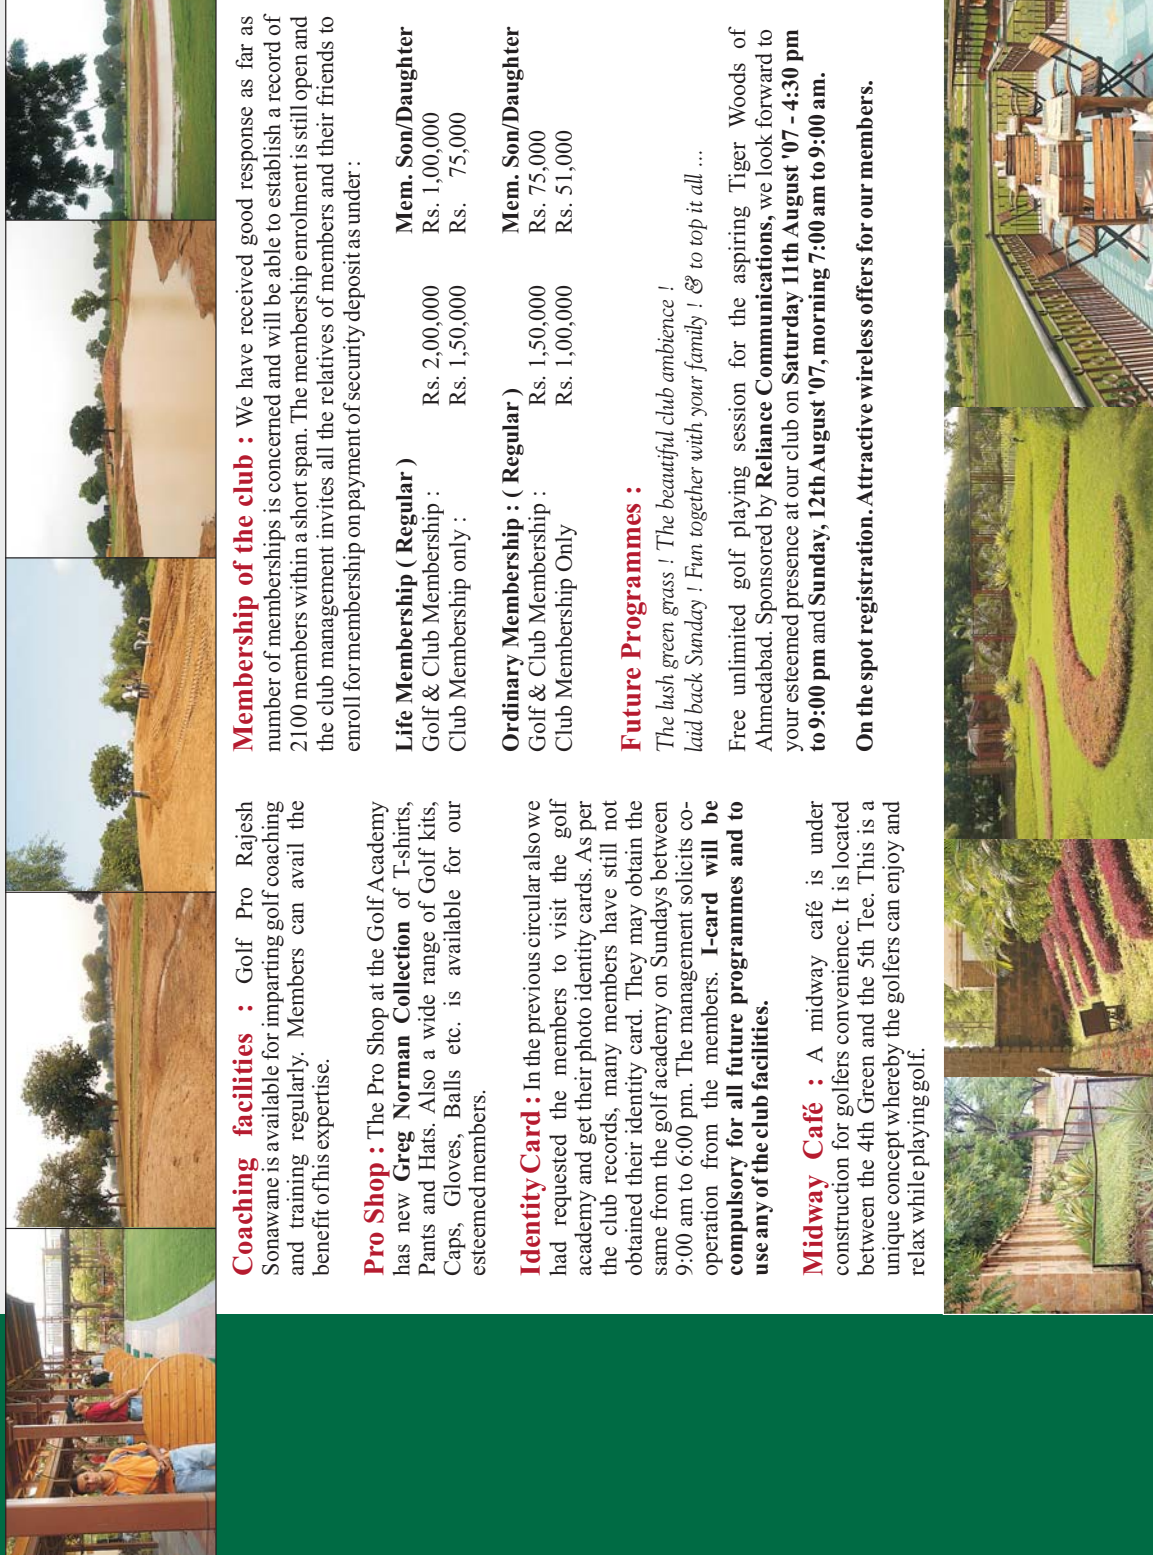 Coaching facilities : Golf Pro Rajesh
Sonawane is available for imparting golf coaching
and training regularly. Members can avail the
benefit of his expertise.
Pro Shop : The Pro Shop at the Golf Academy
has new Greg Norman Collection of T-shirts,
Pants and Hats. Also a wide range of Golf kits,
Caps, Gloves, Balls etc. is available for our
esteemed members.
Identity Card : In the previous circular also we
had requested the members to visit the golf
academy and get their photo identity cards. As per
the club records, many members have still not
obtained their identity card. They may obtain the
same from the golf academy on Sundays between
9:00 am to 6:00 pm. The management solicits co-
operation from the members. I-card will be
compulsory for all future programmes and to
use any of the club facilities.
Midway Café : A midway café is under
construction for golfers convenience. It is located
between the 4th Green and the 5th Tee. This is a
unique concept whereby the golfers can enjoy and
relax while playing golf.
Membership of the club : We have received good response as far as
number of memberships is concerned and will be able to establish a record of
2100 members within a short span. The membership enrolment is still open and
the club management invites all the relatives of members and their friends to
enroll for membership on payment of security deposit as under :
Life Membership ( Regular ) Mem. Son/Daughter
Golf & Club Membership : Rs. 2,00,000 Rs. 1,00,000
Club Membership only : Rs. 1,50,000 Rs. 75,000
Ordinary Membership : ( Regular ) Mem. Son/Daughter
Golf & Club Membership : Rs. 1,50,000 Rs. 75,000
Club Membership Only Rs. 1,00,000 Rs. 51,000
Future Programmes :
The lush green grass ! The beautiful club ambience !
laid back Sunday ! Fun together with your family ! & to top it all ...
Free unlimited golf playing session for the aspiring Tiger Woods of
Ahmedabad. Sponsored by Reliance Communications, we look forward to
your esteemed presence at our club on Saturday 11th August '07 - 4:30 pm
to 9:00 pm and Sunday, 12th August '07, morning 7:00 am to 9:00 am.
On the spot registration. Attractive wireless offers for our members.